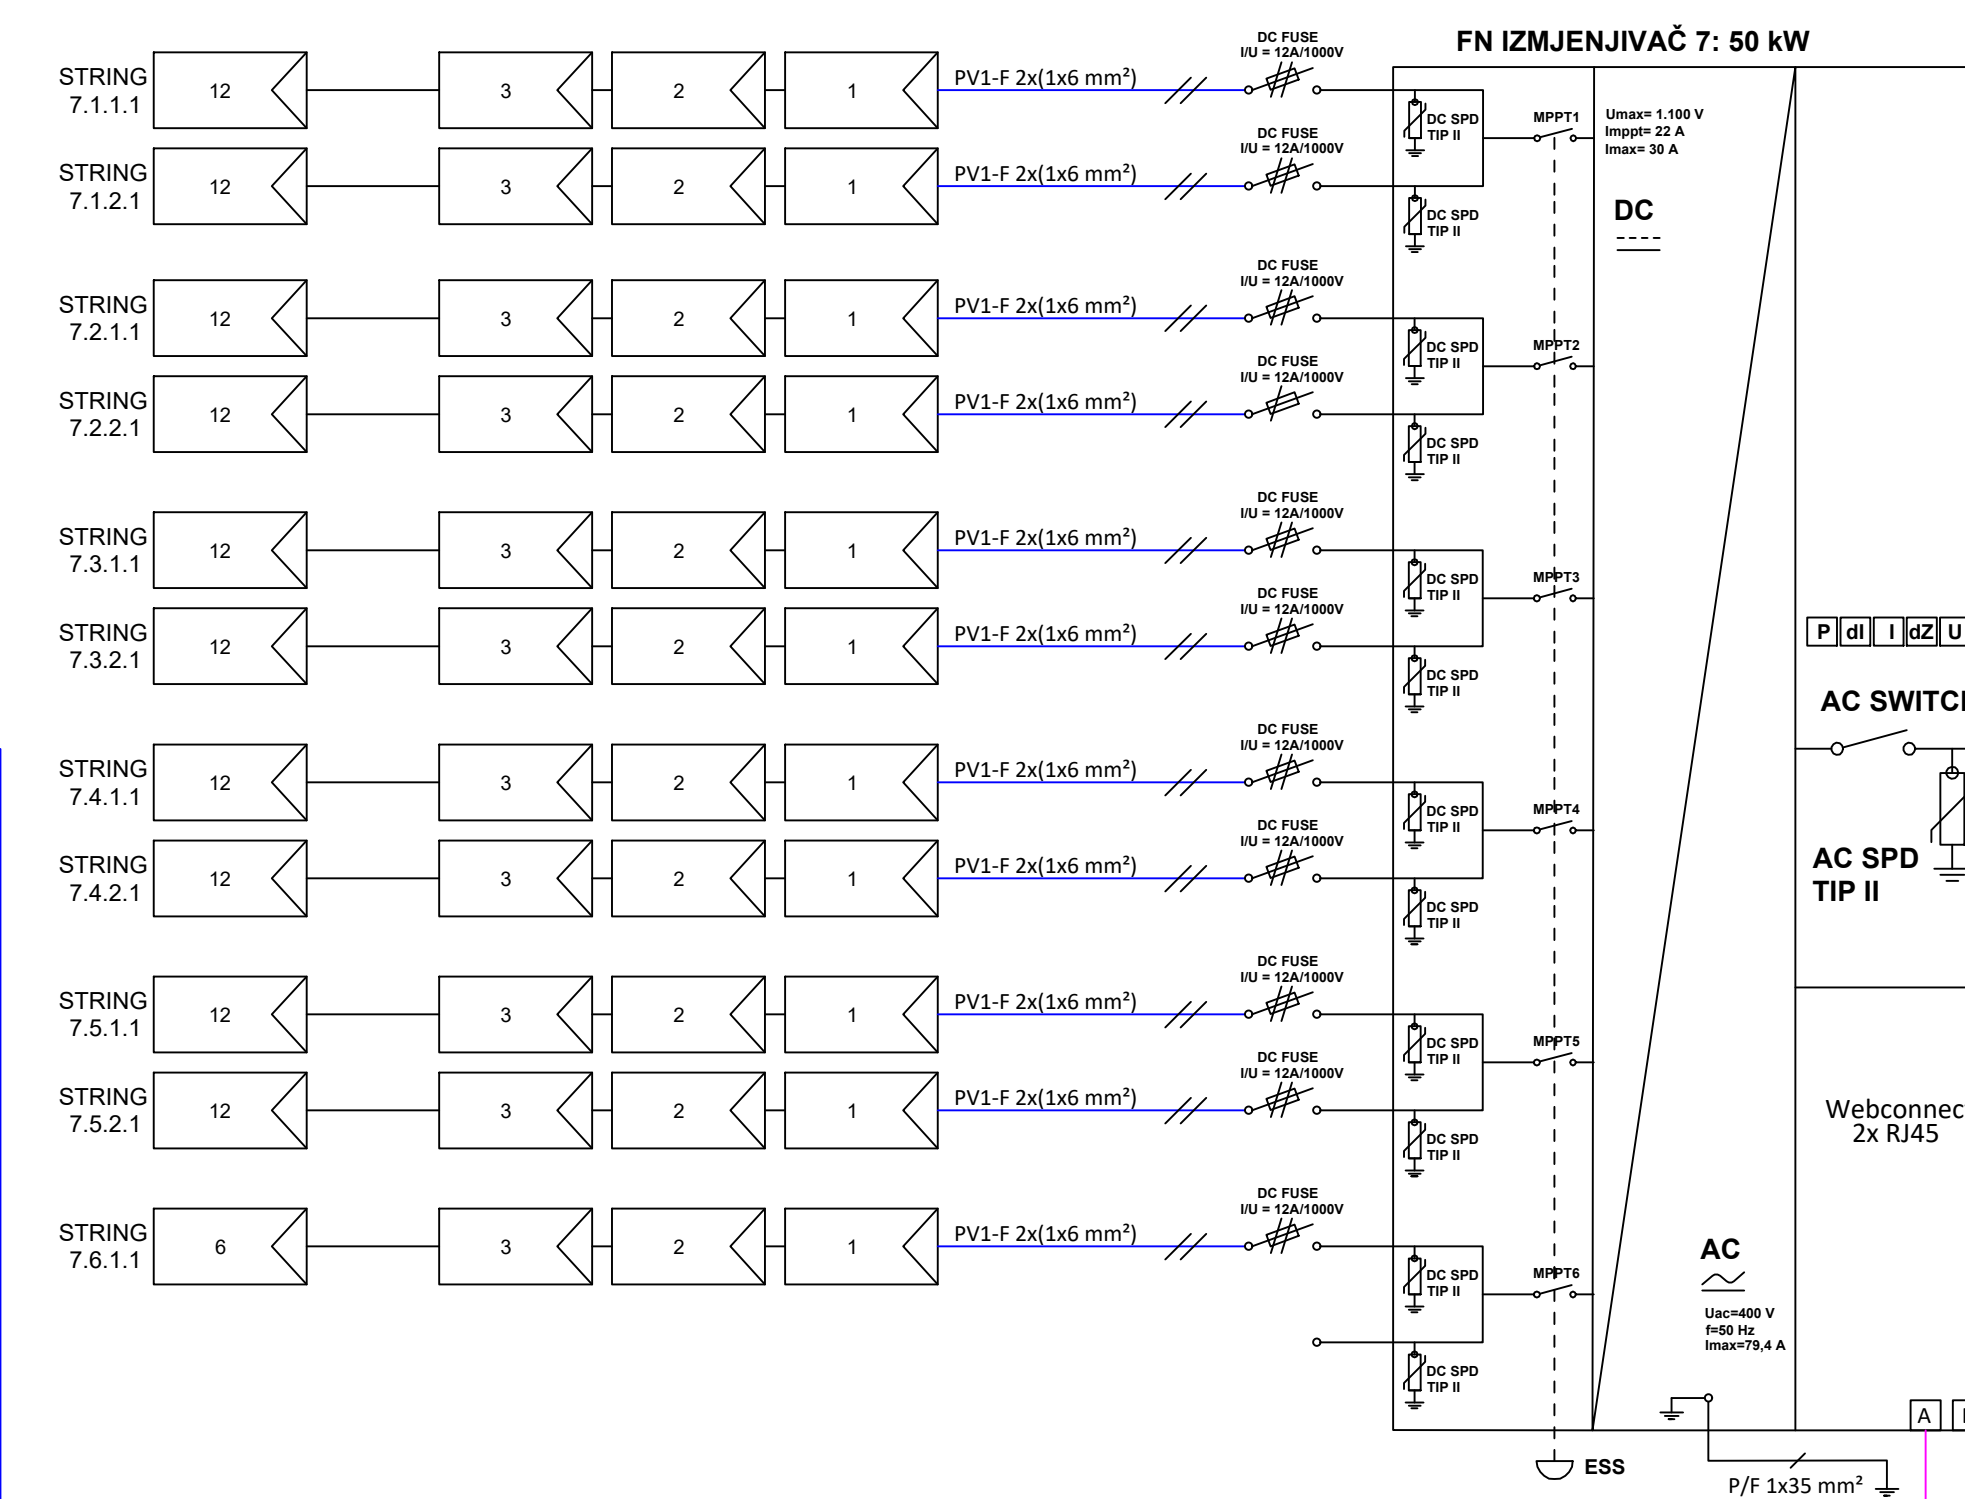 FN IZMJENJIVAČ 7: 50 kW
STRING
7.1.1.1
12
3
2
1
PV1-F 2x(1x6 mm²)
DC FUSE
I/U = 12A/1000V
DC SPD
TIP II
MPPT1
Umax= 1.100 V
Imppt= 22 A
Imax= 30 A
STRING
7.1.2.1
12
3
2
1
PV1-F 2x(1x6 mm²)
DC FUSE
I/U = 12A/1000V
DC SPD
TIP II
DC
STRING
7.2.1.1
12
3
2
1
PV1-F 2x(1x6 mm²)
DC FUSE
I/U = 12A/1000V
DC SPD
TIP II
MPPT2
STRING
7.2.2.1
12
3
2
1
PV1-F 2x(1x6 mm²)
DC FUSE
I/U = 12A/1000V
DC SPD
TIP II
STRING
7.3.1.1
12
3
2
1
PV1-F 2x(1x6 mm²)
DC FUSE
I/U = 12A/1000V
DC SPD
TIP II
MPPT3
STRING
7.3.2.1
12
3
2
1
PV1-F 2x(1x6 mm²)
DC FUSE
I/U = 12A/1000V
DC SPD
TIP II
P dI I dZ U
AC SWITCH
STRING
7.4.1.1
12
3
2
1
PV1-F 2x(1x6 mm²)
DC FUSE
I/U = 12A/1000V
DC SPD
TIP II
MPPT4
STRING
7.4.2.1
12
3
2
1
PV1-F 2x(1x6 mm²)
DC FUSE
I/U = 12A/1000V
DC SPD
TIP II
AC SPD
TIP II
STRING
7.5.1.1
12
3
2
1
PV1-F 2x(1x6 mm²)
DC FUSE
I/U = 12A/1000V
DC SPD
TIP II
MPPT5
STRING
7.5.2.1
12
3
2
1
PV1-F 2x(1x6 mm²)
DC FUSE
I/U = 12A/1000V
DC SPD
TIP II
Webconnect
2x RJ45
STRING
7.6.1.1
6
3
2
1
PV1-F 2x(1x6 mm²)
DC FUSE
I/U = 12A/1000V
DC SPD
TIP II
MPPT6
AC
Uac=400 V
f=50 Hz
Imax=79,4 A
DC SPD
TIP II
A
ESS
P/F 1x35 mm²